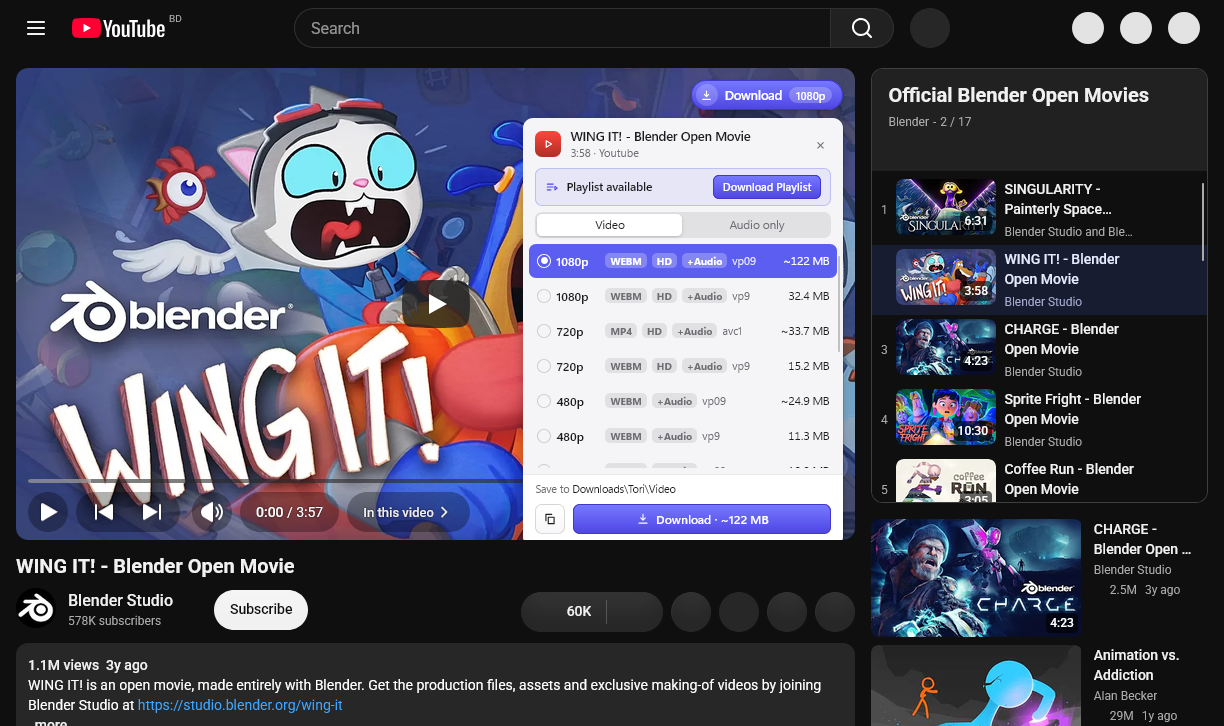 YouTube BD
Search
Download 1080p
WING IT! - Blender Open Movie
3:58 · Youtube
×
Playlist available
Download Playlist
Video
Audio only
1080p WEBM HD +Audio vp09 ~122 MB
1080p WEBM HD +Audio vp9 32.4 MB
720p MP4 HD +Audio avc1 ~33.7 MB
720p WEBM HD +Audio vp9 15.2 MB
480p WEBM +Audio vp09 ~24.9 MB
480p WEBM +Audio vp9 11.3 MB
Save to Downloads\Tori\Video
Download · ~122 MB
blender
WING IT!
0:00 / 3:57
In this video
WING IT! - Blender Open Movie
Blender Studio
578K subscribers
Subscribe
60K
1.1M views 3y ago
WING IT! is an open movie, made entirely with Blender. Get the production files, assets and exclusive making-of videos by joining
Blender Studio at https://studio.blender.org/wing-it
...more
Official Blender Open Movies
Blender - 2 / 17
1
SINGULARITY
6:31
SINGULARITY -
Painterly Space…
Blender Studio and Ble…
WING IT!
3:58
WING IT! - Blender
Open Movie
Blender Studio
3
4:23
CHARGE - Blender
Open Movie
Blender Studio
4
SPRITE FRIGHT
10:30
Sprite Fright - Blender
Open Movie
Blender Studio
5
coffee
RUN
3:05
Coffee Run - Blender
Open Movie
blender
CHARGE
4:23
CHARGE -
Blender Open …
Blender Studio
2.5M 3y ago
Animation vs.
Addiction
Alan Becker
29M 1y ago